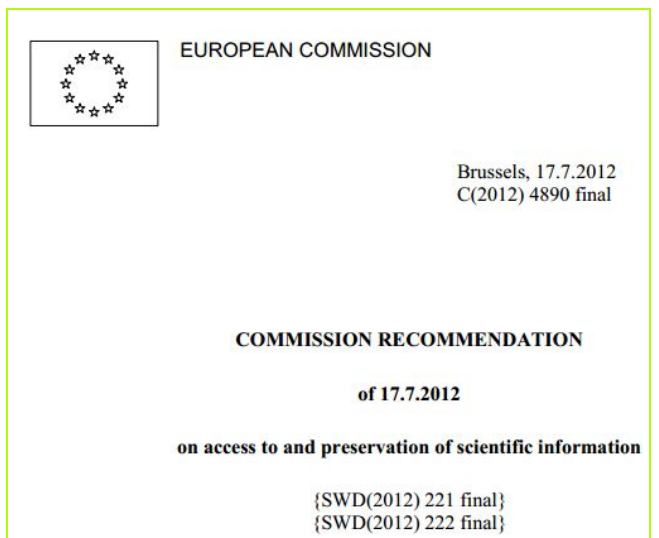 EUROPEAN COMMISSION
Brussels, 17.7.2012
C(2012) 4890 final
COMMISSION RECOMMENDATION
of 17.7.2012
on access to and preservation of scientific information
{SWD(2012) 221 final}
{SWD(2012) 222 final}